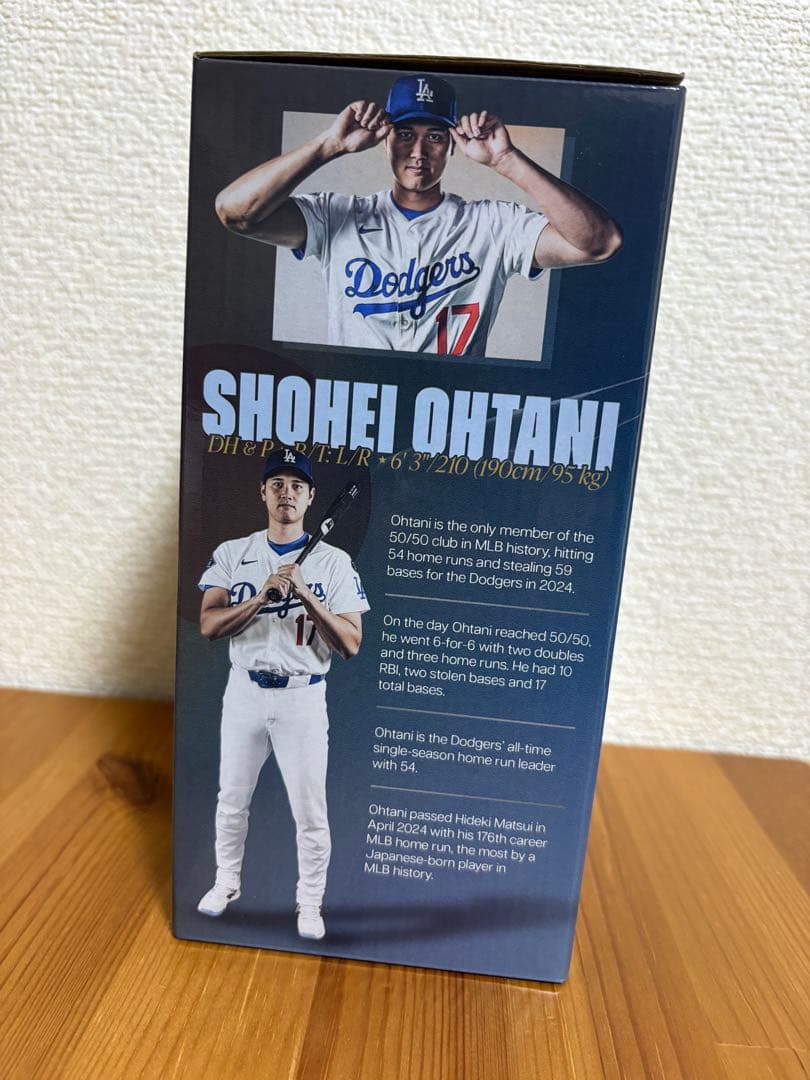 LA
Dodgers
17
SHOHEI OHTANI
DH & P ★ B/T: L/R ★ 6' 3"/210 (190cm/95 kg)
LA
Dodgers
17
Ohtani is the only member of the
50/50 club in MLB history, hitting
54 home runs and stealing 59
bases for the Dodgers in 2024.
On the day Ohtani reached 50/50,
he went 6-for-6 with two doubles
and three home runs. He had 10
RBI, two stolen bases and 17
total bases.
Ohtani is the Dodgers' all-time
single-season home run leader
with 54.
Ohtani passed Hideki Matsui in
April 2024 with his 176th career
MLB home run, the most by a
Japanese-born player in
MLB history.